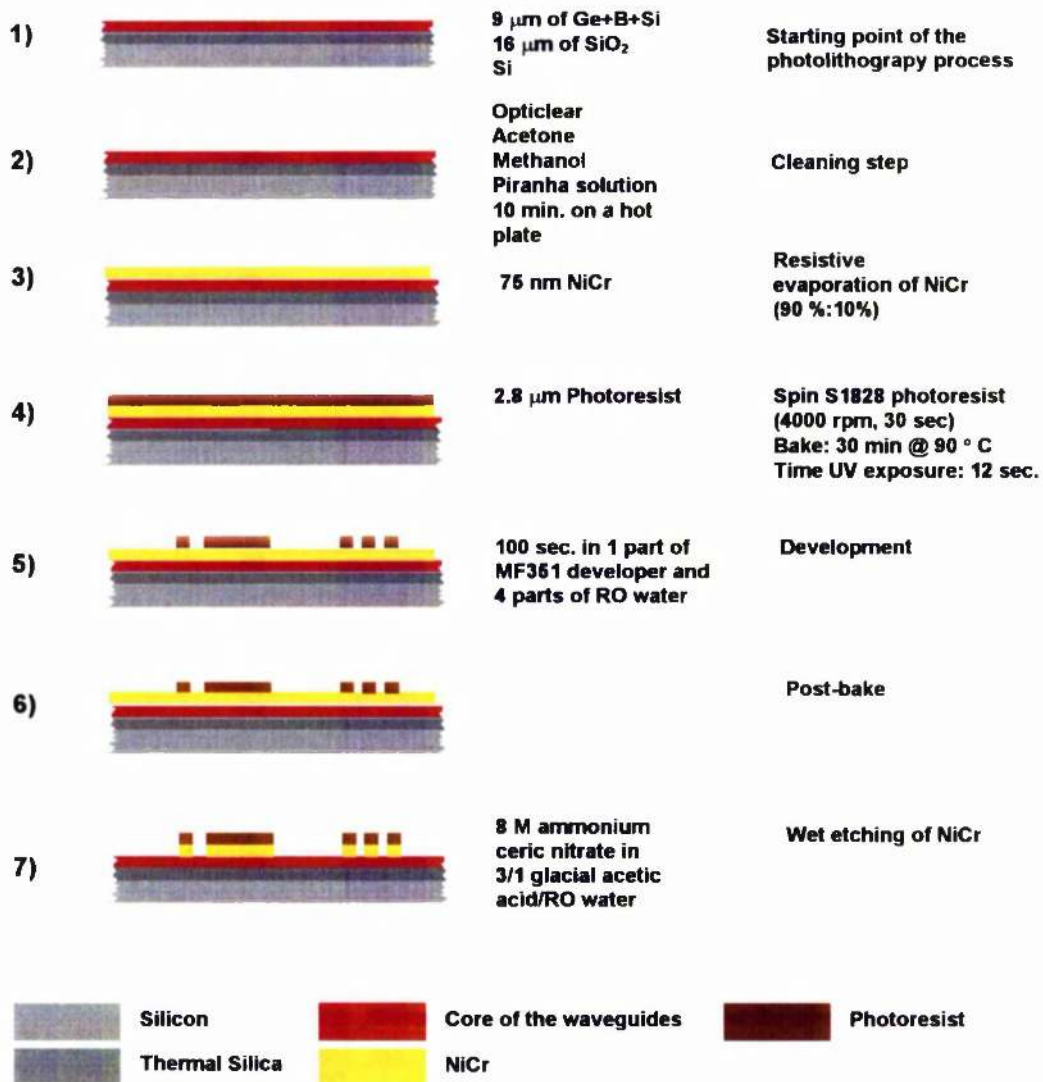 1)
9 μm of Ge+B+Si
16 μm of SiO₂
Si
Starting point of the
photolithograpy process
2)
Opticlear
Acetone
Methanol
Piranha solution
10 min. on a hot
plate
Cleaning step
3)
75 nm NiCr
Resistive
evaporation of NiCr
(90 %:10%)
4)
2.8 μm Photoresist
Spin S1828 photoresist
(4000 rpm, 30 sec)
Bake: 30 min @ 90 ° C
Time UV exposure: 12 sec.
5)
100 sec. in 1 part of
MF351 developer and
4 parts of RO water
Development
6)
Post-bake
7)
8 M ammonium
ceric nitrate in
3/1 glacial acetic
acid/RO water
Wet etching of NiCr
Silicon
Core of the waveguides
Photoresist
Thermal Silica
NiCr